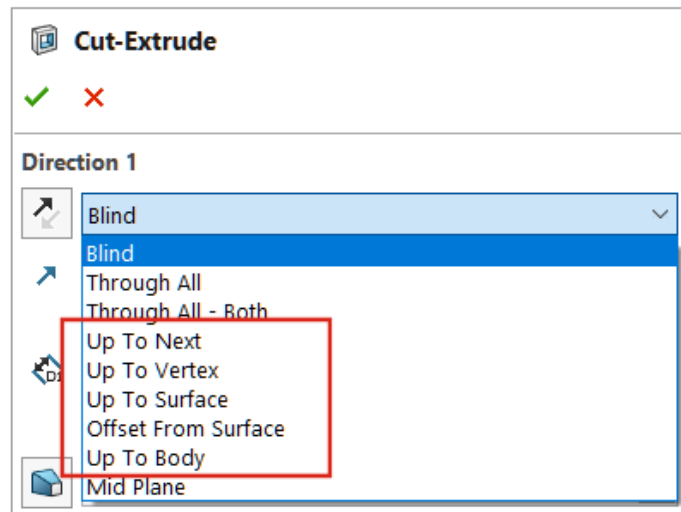 Cut-Extrude
Direction 1
Blind
Blind
Through All
Through All - Both
Up To Next
Up To Vertex
Up To Surface
Offset From Surface
Up To Body
Mid Plane